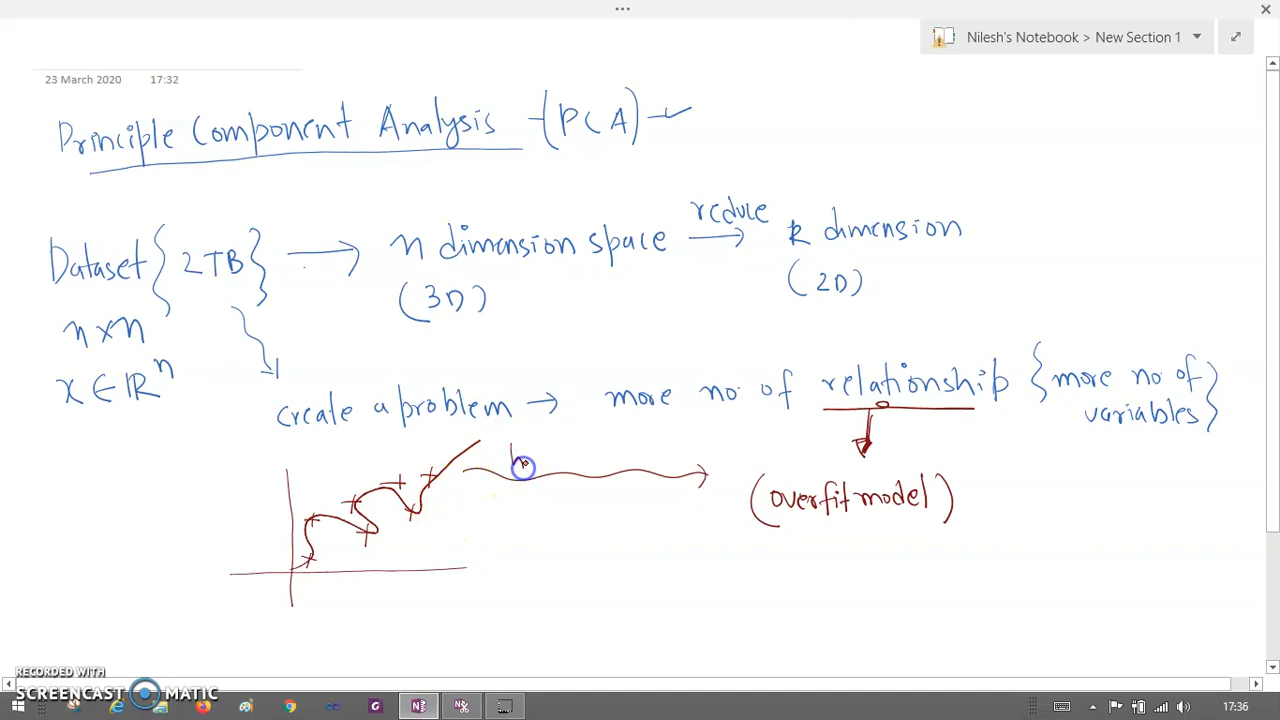 Nilesh's Notebook > New Section 1
23 March 2020 17:32
Principle Component Analysis - (PCA)
Dataset { 2TB } → n dimension space reduce → k dimension
(3D) (2D)
n x n
x ∈ ℝⁿ
create a problem → more no. of relationship { more no of variables }
(overfit model)
RECORDED WITH
SCREENCAST MATIC
17:36